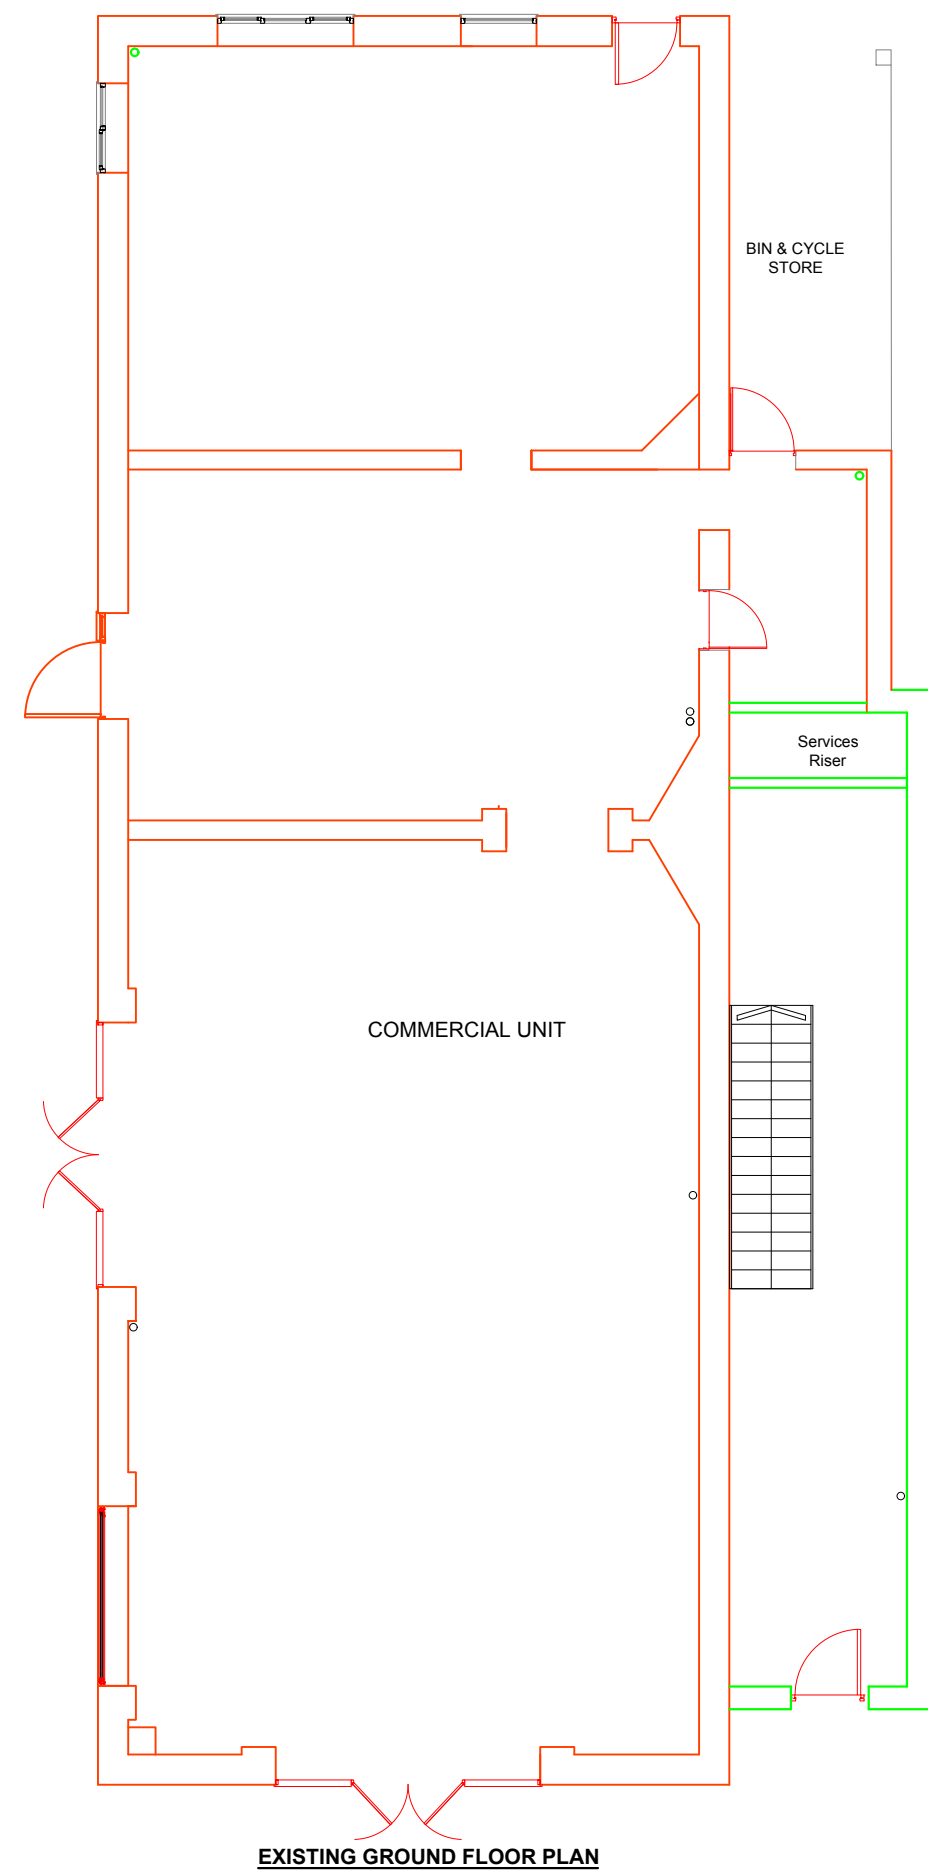 BIN & CYCLE
STORE
Services
Riser
COMMERCIAL UNIT
EXISTING GROUND FLOOR PLAN